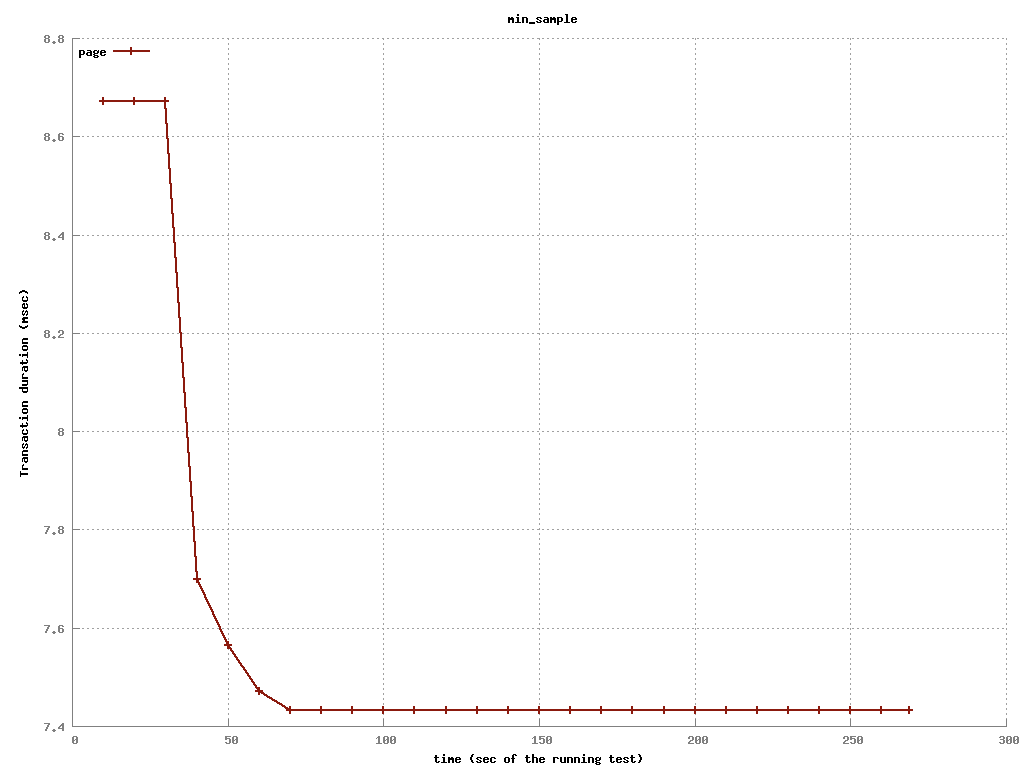 min_sample
8.8
page
8.6
8.4
8.2
8
7.8
7.6
7.4
Transaction duration (msec)
0 50 100 150 200 250 300
time (sec of the running test)